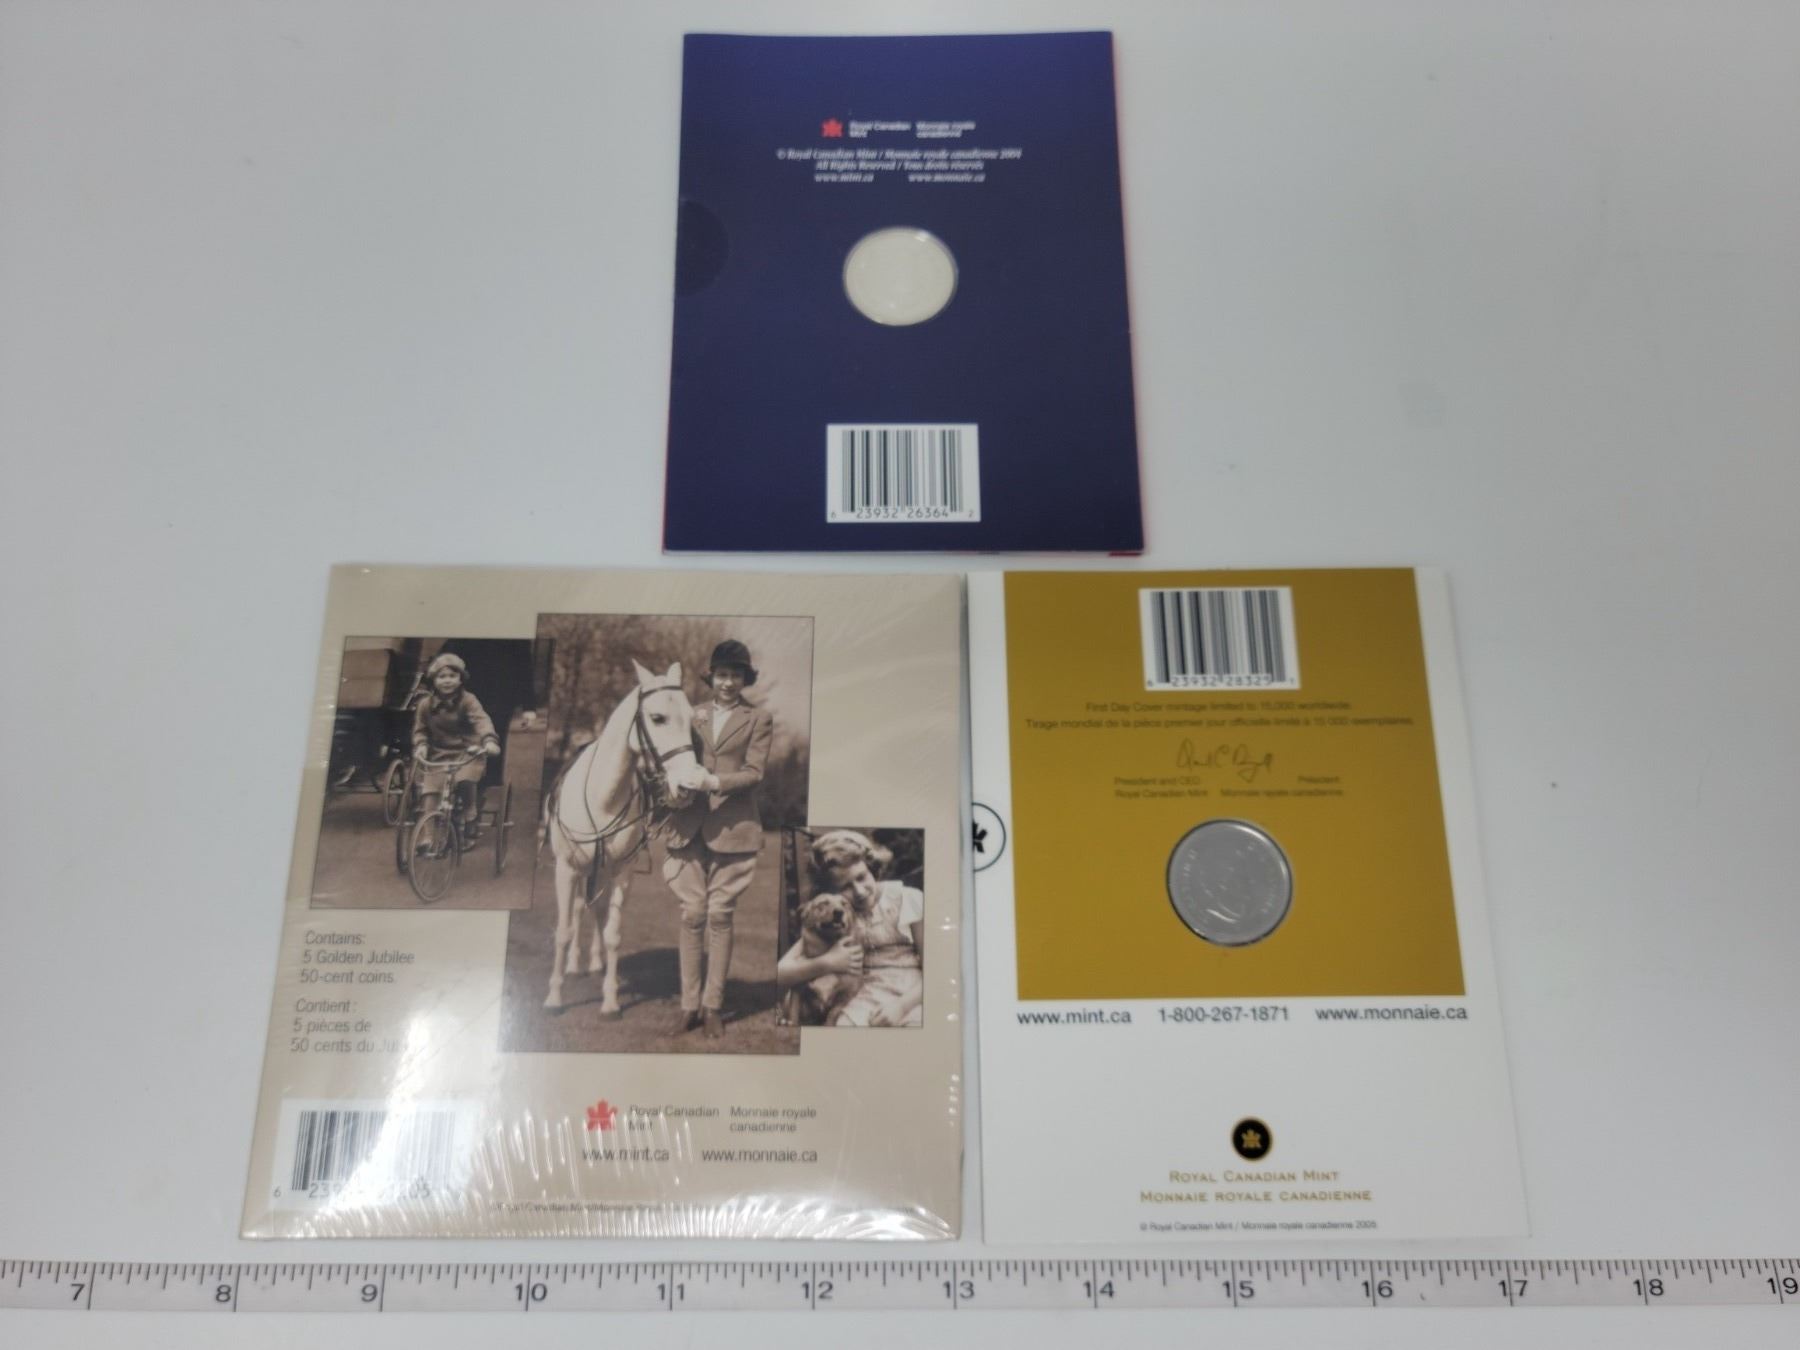 Royal Canadian Mint Monnaie royale canadienne
© Royal Canadian Mint / Monnaie royale canadienne 2004
All Rights Reserved / Tous droits réservés
www.mint.ca www.monnaie.ca
6 23932 26364 2
Contains:
5 Golden Jubilee
50-cent coins.
Contient :
5 pièces de
50 cents du
Royal Canadian Mint
Monnaie royale canadienne
www.mint.ca www.monnaie.ca
6 23932 28325 1
First Day Cover mintage limited to 15,000 worldwide.
Tirage mondial de la pièce premier jour officielle limité à 15 000 exemplaires.
President and CEO Président
Royal Canadian Mint Monnaie royale canadienne
CANADA
www.mint.ca 1-800-267-1871 www.monnaie.ca
ROYAL CANADIAN MINT
MONNAIE ROYALE CANADIENNE
© Royal Canadian Mint / Monnaie royale canadienne 2005
7 8 9 10 11 12 13 14 15 16 17 18 19